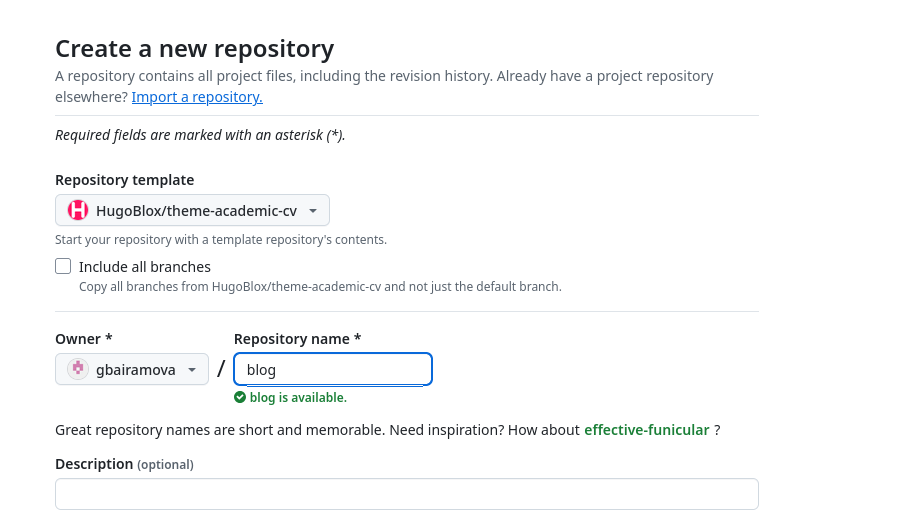 Create a new repository
A repository contains all project files, including the revision history. Already have a project repository
elsewhere? Import a repository.
Required fields are marked with an asterisk (*).
Repository template
HugoBlox/theme-academic-cv
Start your repository with a template repository's contents.
Include all branches
Copy all branches from HugoBlox/theme-academic-cv and not just the default branch.
Owner * Repository name *
gbairamova / blog
blog is available.
Great repository names are short and memorable. Need inspiration? How about effective-funicular ?
Description (optional)